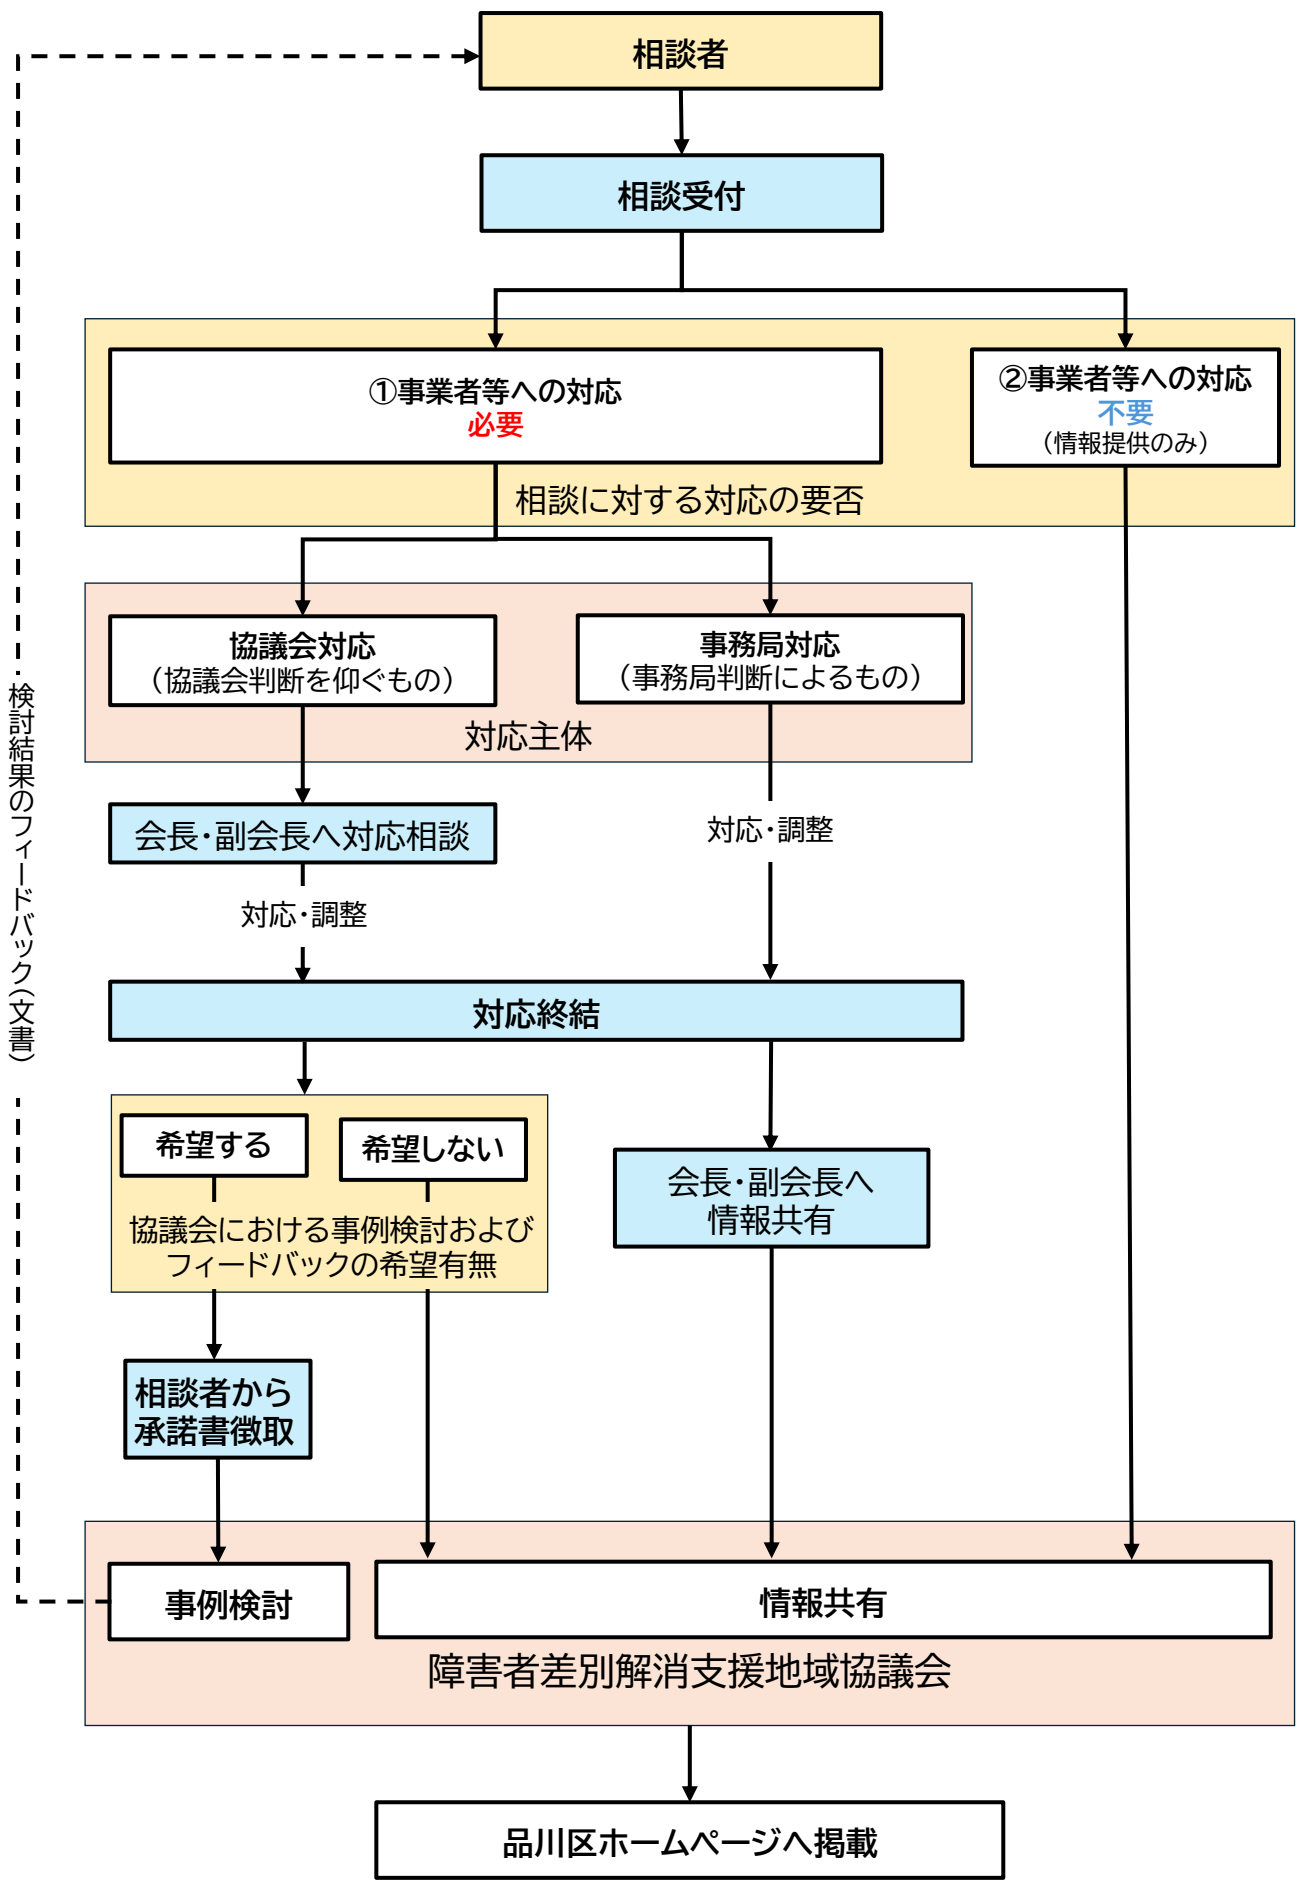 相談者
相談受付
①事業者等への対応
必要
②事業者等への対応
不要
（情報提供のみ）
相談に対する対応の要否
協議会対応
（協議会判断を仰ぐもの）
事務局対応
（事務局判断によるもの）
対応主体
会長・副会長へ対応相談
対応・調整
対応・調整
検討結果のフィードバック（文書）
対応終結
希望する
希望しない
協議会における事例検討および
フィードバックの希望有無
会長・副会長へ
情報共有
相談者から
承諾書徴取
事例検討
情報共有
障害者差別解消支援地域協議会
品川区ホームページへ掲載